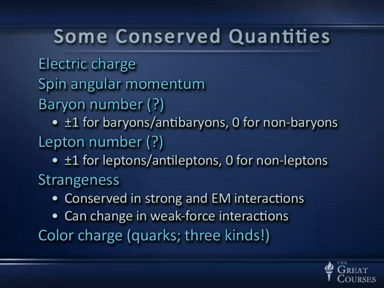 Some Conserved Quantities
Electric charge
Spin angular momentum
Baryon number (?)
• ±1 for baryons/antibaryons, 0 for non-baryons
Lepton number (?)
• ±1 for leptons/antileptons, 0 for non-leptons
Strangeness
• Conserved in strong and EM interactions
• Can change in weak-force interactions
Color charge (quarks; three kinds!)
THE
GREAT
COURSES